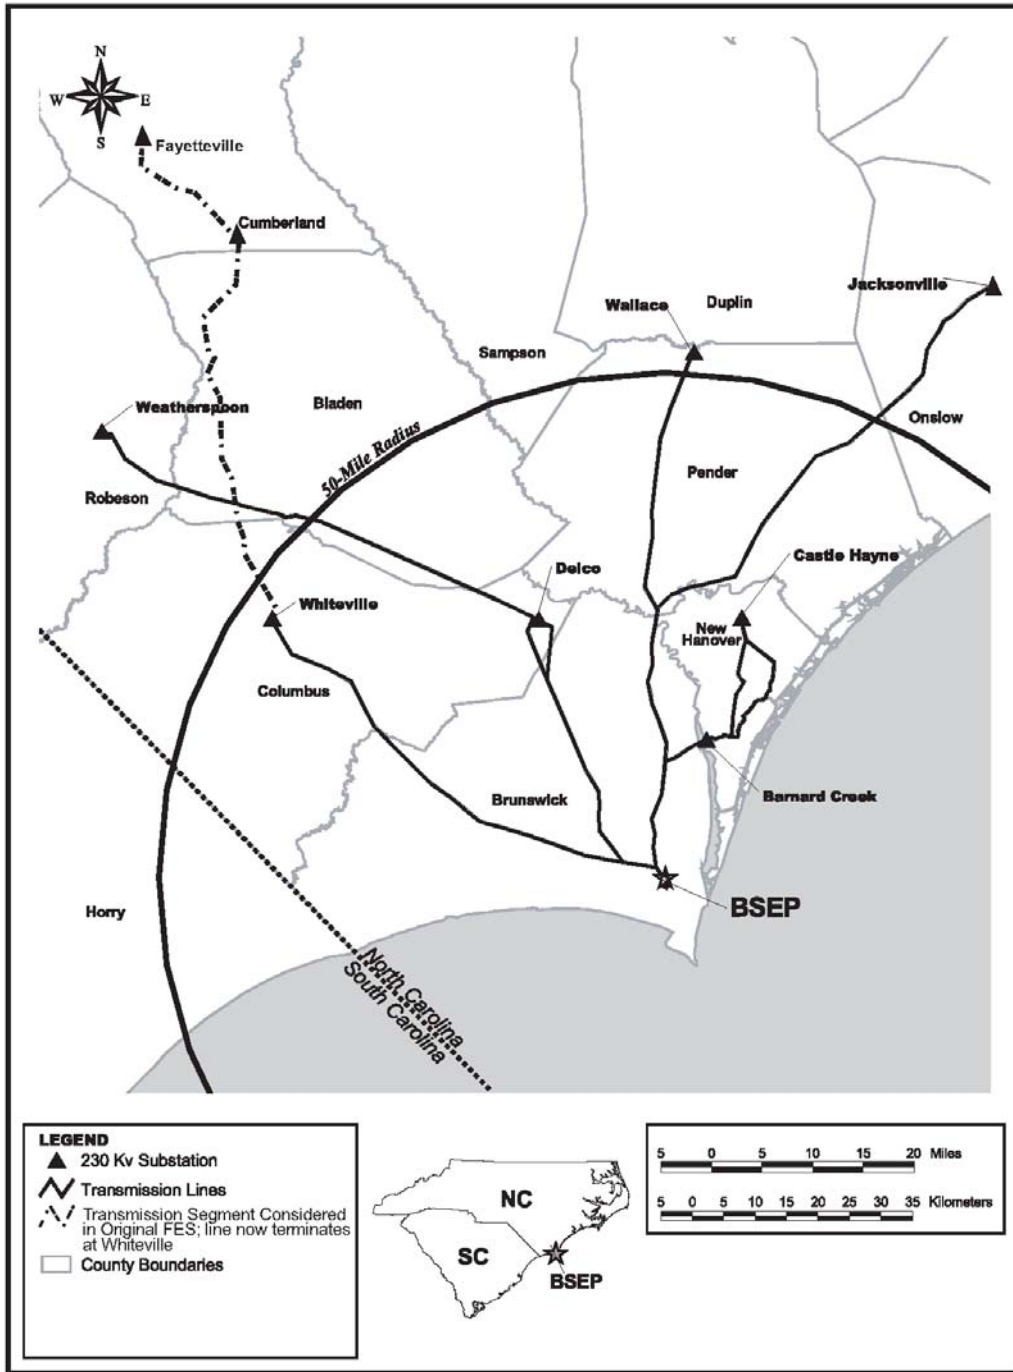 N
W E
S
Fayetteville
Cumberland
Jacksonville
Wallace
Duplin
Sampson
Weatherspoon
Bladen
Onslow
50-Mile Radius
Pender
Robeson
Castle Hayne
Delco
Whiteville
New
Hanover
Columbus
Brunswick
Barnard Creek
BSEP
Horry
North Carolina
South Carolina
LEGEND
230 Kv Substation
Transmission Lines
Transmission Segment Considered
in Original FES; line now terminates
at Whiteville
County Boundaries
NC
SC
BSEP
5 0 5 10 15 20 Miles
5 0 5 10 15 20 25 30 35 Kilometers